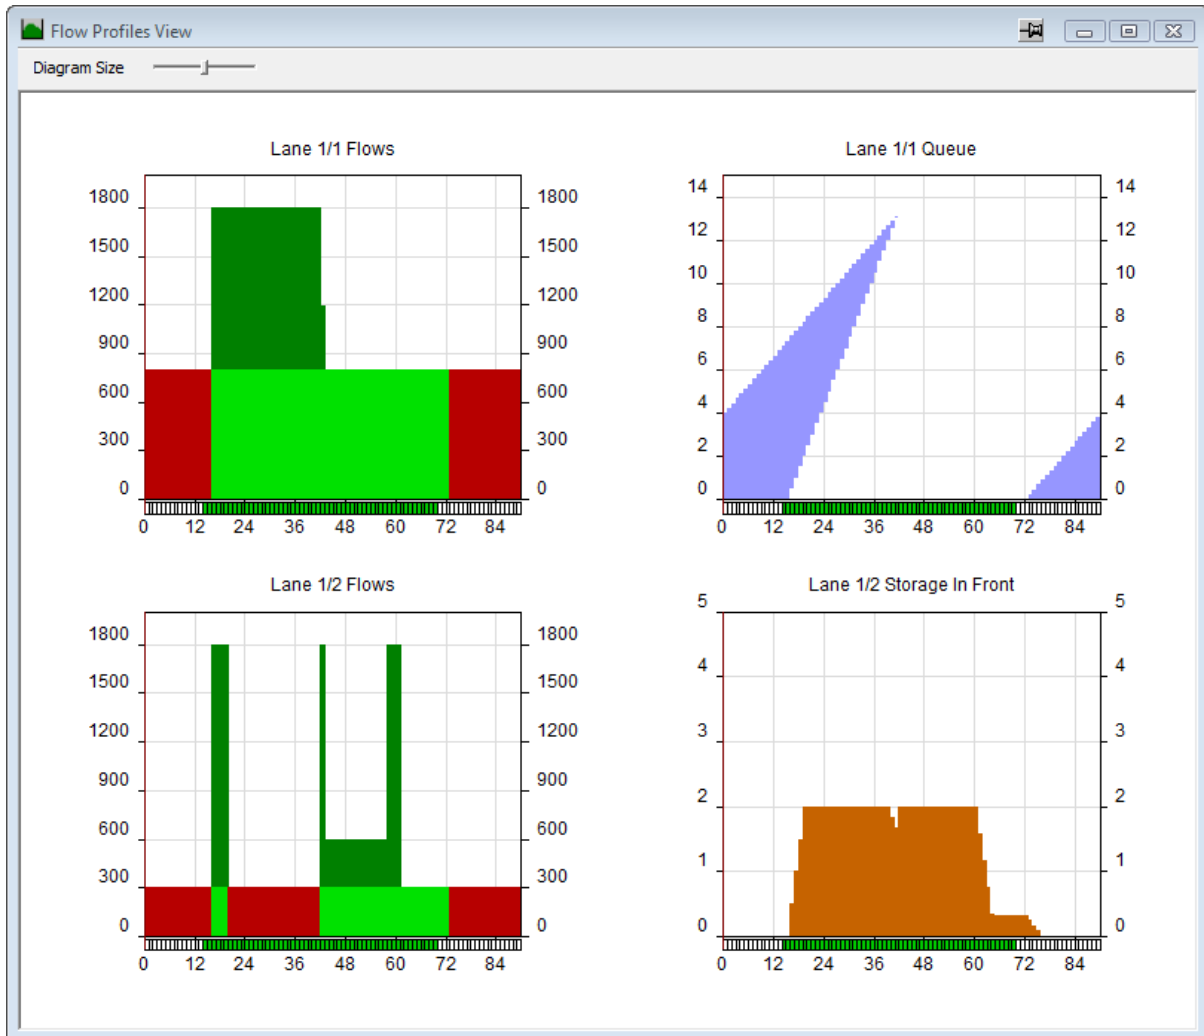 Flow Profiles View
Diagram Size
Lane 1/1 Flows
1800 1800
1500 1500
1200 1200
900 900
600 600
300 300
0 0
0 12 24 36 48 60 72 84
Lane 1/1 Queue
14 14
12 12
10 10
8 8
6 6
4 4
2 2
0 0
0 12 24 36 48 60 72 84
Lane 1/2 Flows
1800 1800
1500 1500
1200 1200
900 900
600 600
300 300
0 0
0 12 24 36 48 60 72 84
Lane 1/2 Storage In Front
5 5
4 4
3 3
2 2
1 1
0 0
0 12 24 36 48 60 72 84